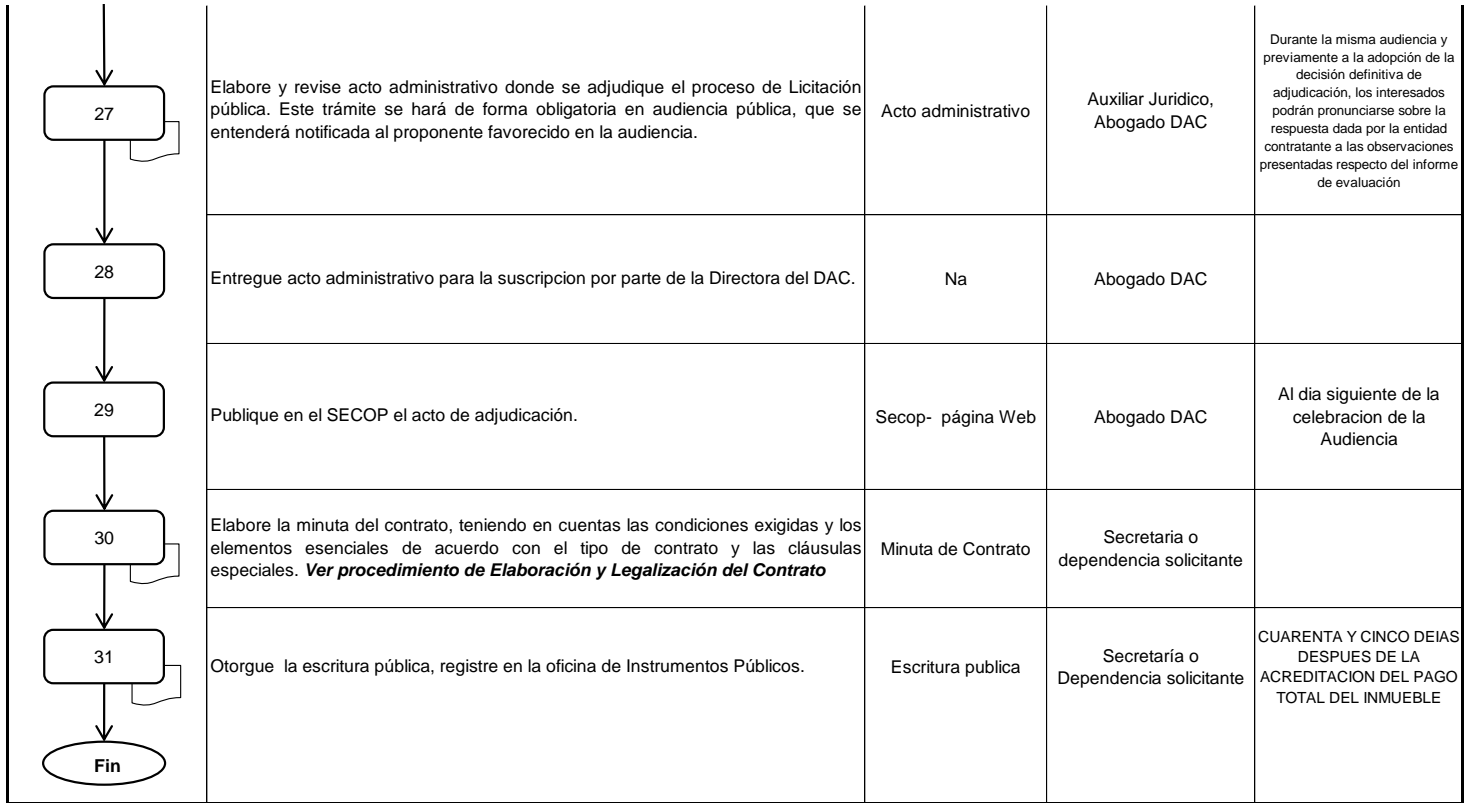 27
Elabore y revise acto administrativo donde se adjudique el proceso de Licitación
pública. Este trámite se hará de forma obligatoria en audiencia pública, que se
entenderá notificada al proponente favorecido en la audiencia.
Acto administrativo
Auxiliar Juridico,
Abogado DAC
Durante la misma audiencia y
previamente a la adopción de la
decisión definitiva de
adjudicación, los interesados
podrán pronunciarse sobre la
respuesta dada por la entidad
contratante a las observaciones
presentadas respecto del informe
de evaluación
28
Entregue acto administrativo para la suscripcion por parte de la Directora del DAC.
Na
Abogado DAC
29
Publique en el SECOP el acto de adjudicación.
Secop- página Web
Abogado DAC
Al dia siguiente de la
celebracion de la
Audiencia
30
Elabore la minuta del contrato, teniendo en cuentas las condiciones exigidas y los
elementos esenciales de acuerdo con el tipo de contrato y las cláusulas
especiales. Ver procedimiento de Elaboración y Legalización del Contrato
Minuta de Contrato
Secretaria o
dependencia solicitante
31
Otorgue la escritura pública, registre en la oficina de Instrumentos Públicos.
Escritura publica
Secretaría o
Dependencia solicitante
CUARENTA Y CINCO DEIAS
DESPUES DE LA
ACREDITACION DEL PAGO
TOTAL DEL INMUEBLE
Fin